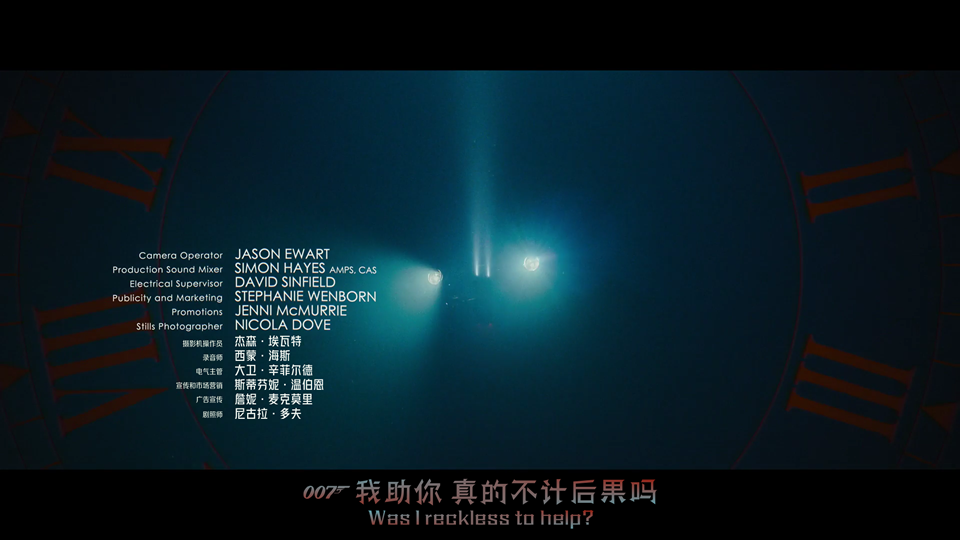 Camera Operator JASON EWART
Production Sound Mixer SIMON HAYES AMPS, CAS
Electrical Supervisor DAVID SINFIELD
Publicity and Marketing STEPHANIE WENBORN
Promotions JENNI McMURRIE
Stills Photographer NICOLA DOVE
摄影机操作员 杰森·埃瓦特
录音师 西蒙·海斯
电气主管 大卫·辛菲尔德
宣传和市场营销 斯蒂芬妮·温伯恩
广告宣传 詹妮·麦克莫里
剧照师 尼古拉·多夫
IX
II
VIII
III
007 我助你 真的不计后果吗
Was I reckless to help?